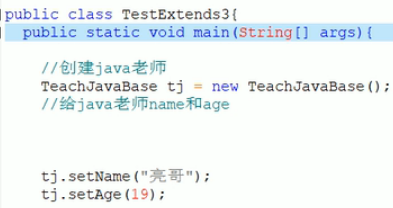 public class TestExtends3{
public static void main(String[] args){
//创建java老师
TeachJavaBase tj = new TeachJavaBase();
//给java老师name和age
tj.setName("亮哥");
tj.setAge(19);